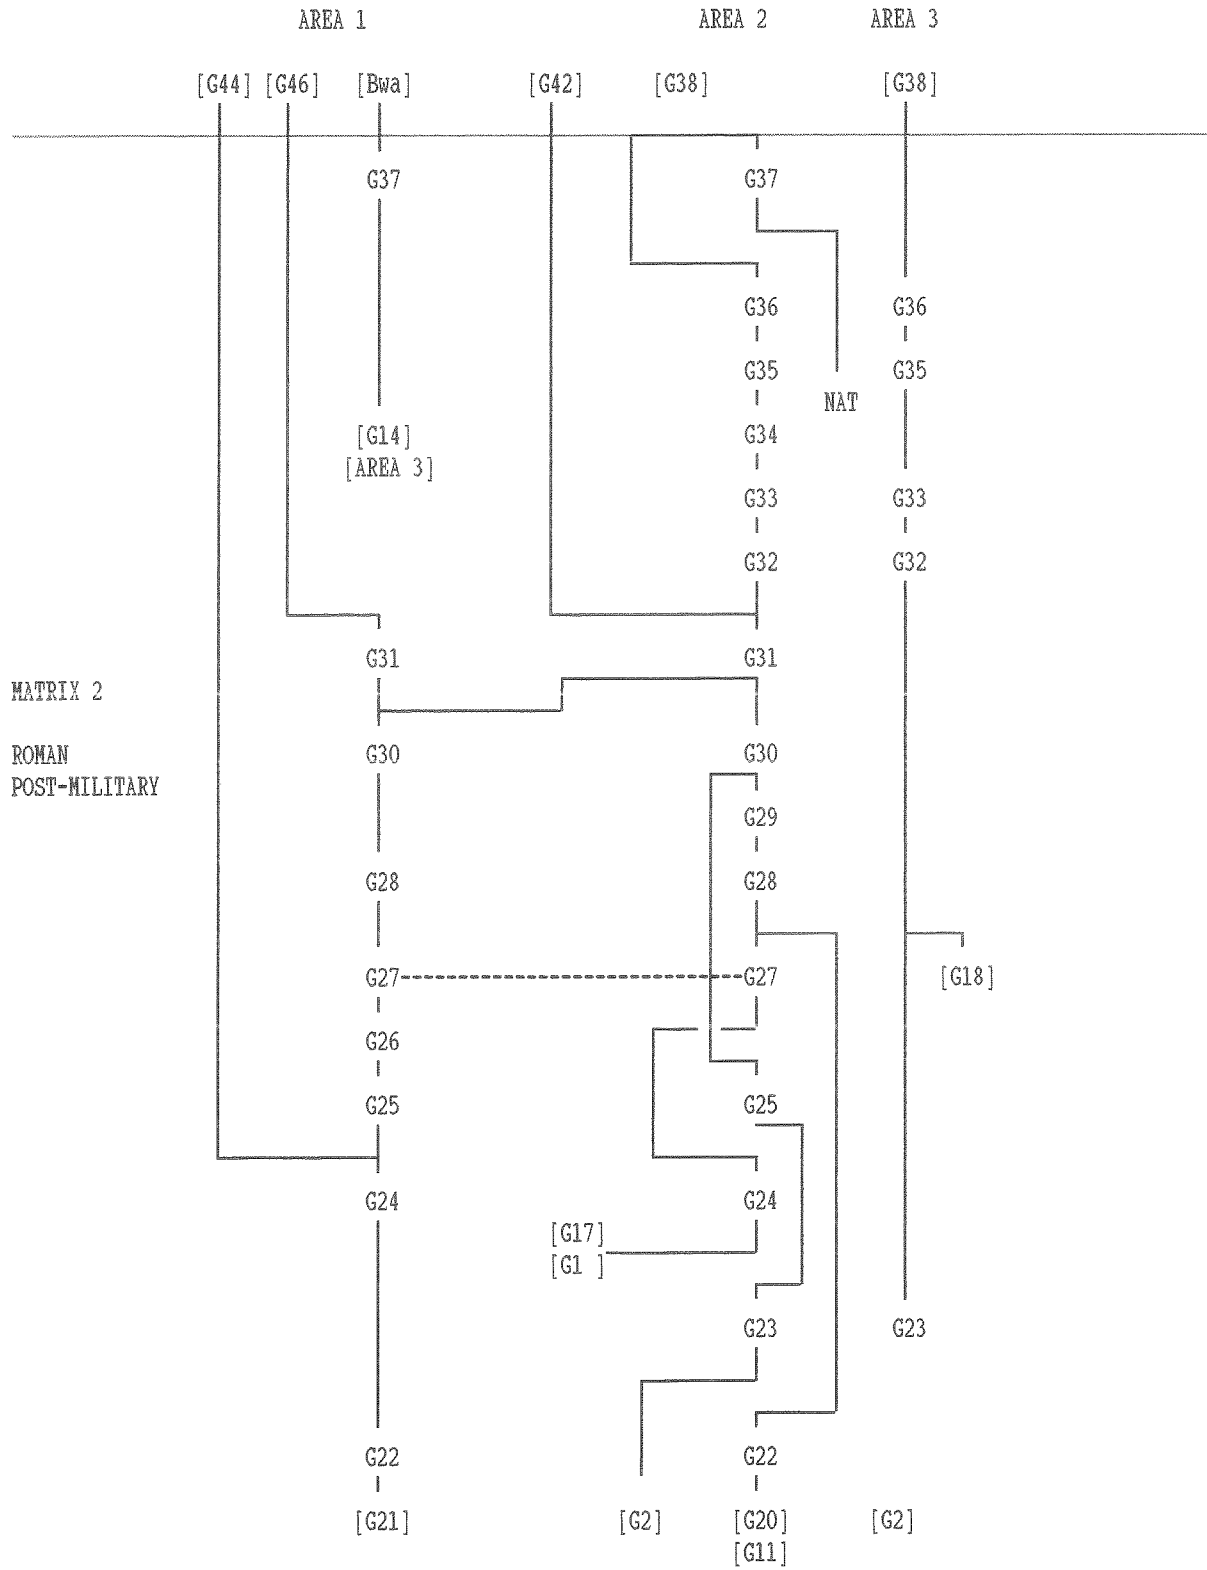 AREA 1 AREA 2 AREA 3
[G44] [G46] [Bwa] [G42] [G38] [G38]
G37 G37
G36 G36
G35 G35
NAT
[G14] G34
[AREA 3]
G33 G33
G32 G32
G31 G31
MATRIX 2
ROMAN G30 G30
POST-MILITARY
G29
G28 G28
G27 G27 [G18]
G26
G25 G25
G24 G24
[G17]
[G1 ]
G23 G23
G22 G22
[G21] [G2] [G20] [G2]
[G11]